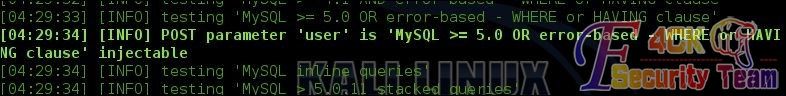 [04:29:33] [INFO] testing 'MySQL >= 5.0 OR error-based - WHERE or HAVING clause'
[04:29:34] [INFO] POST parameter 'user' is 'MySQL >= 5.0 OR error-based - WHERE or HAVI
NG clause' injectable
[04:29:34] [INFO] testing 'MySQL inline queries'
[04:29:34] [INFO] testing 'MySQL > 5.0.11 stacked queries
KALI LINUX
F4CK
Security Team